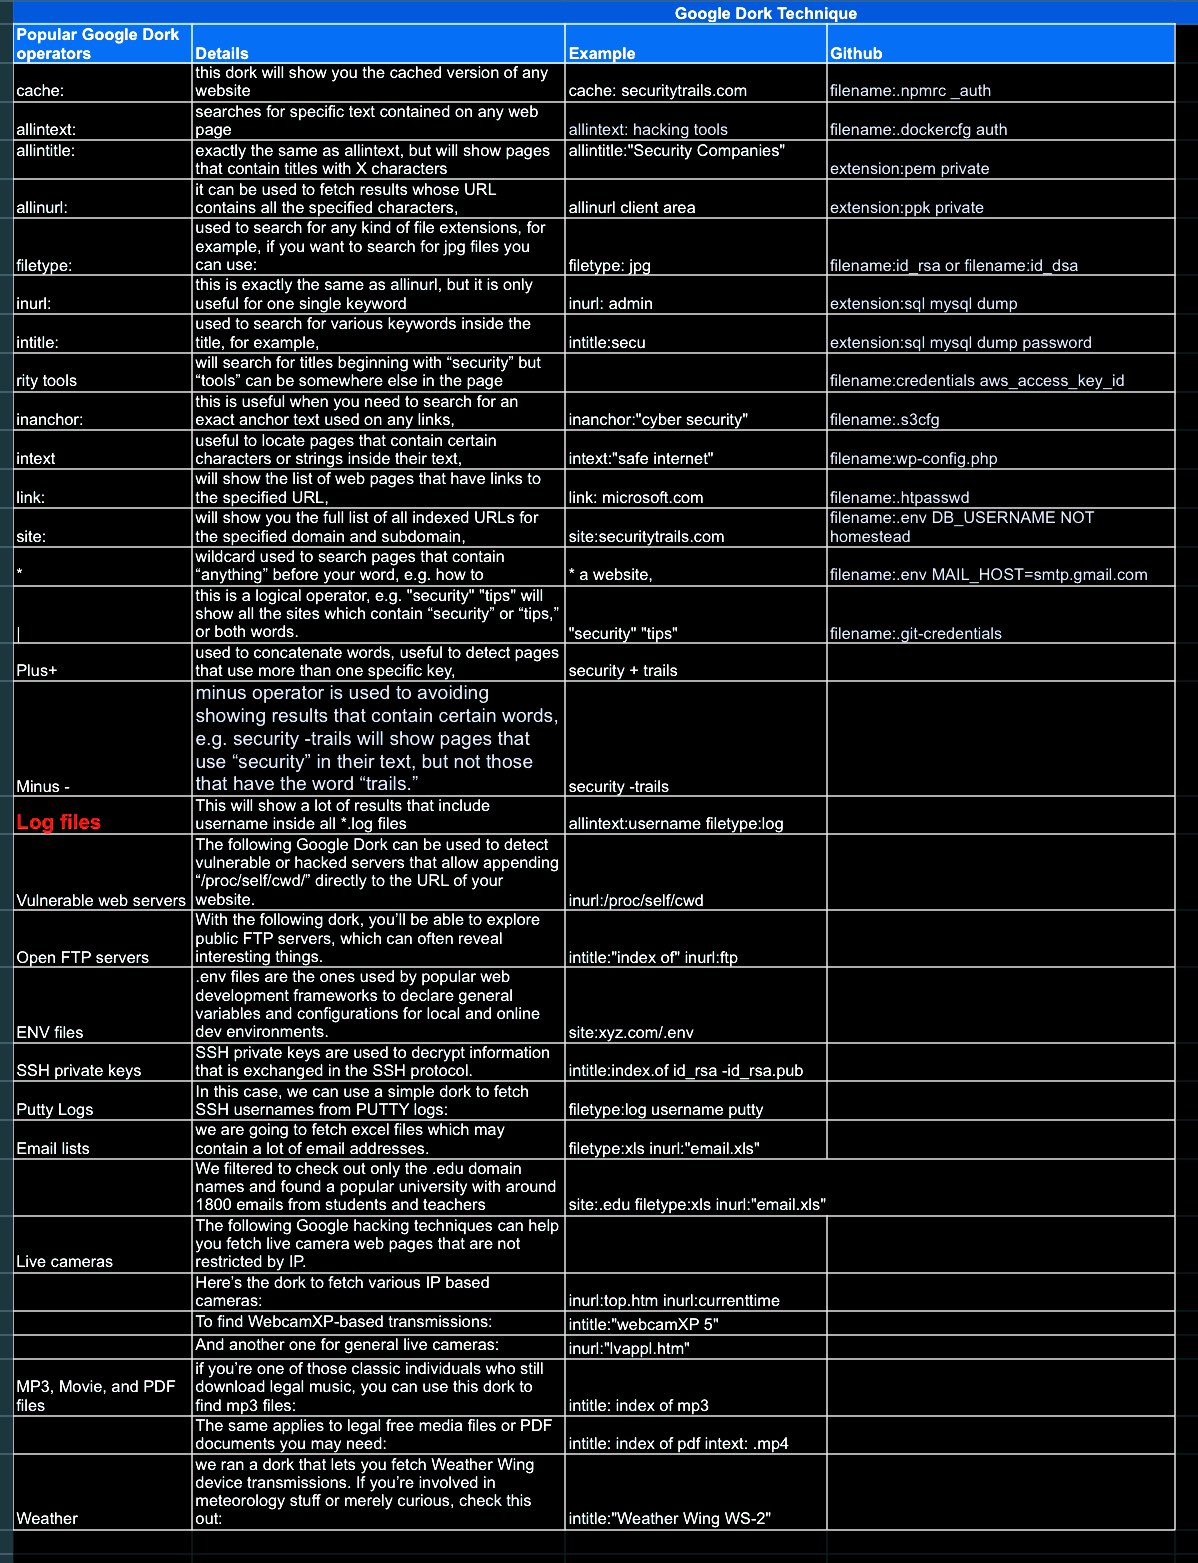 Google Dork Technique
Popular Google Dork
operators
Details
Example
Github
cache:
this dork will show you the cached version of any
website
cache: securitytrails.com
filename:.npmrc _auth
allintext:
searches for specific text contained on any web
page
allintext: hacking tools
filename:.dockercfg auth
allintitle:
exactly the same as allintext, but will show pages
that contain titles with X characters
allintitle:"Security Companies"
extension:pem private
allinurl:
it can be used to fetch results whose URL
contains all the specified characters,
allinurl client area
extension:ppk private
filetype:
used to search for any kind of file extensions, for
example, if you want to search for jpg files you
can use:
filetype: jpg
filename:id_rsa or filename:id_dsa
inurl:
this is exactly the same as allinurl, but it is only
useful for one single keyword
inurl: admin
extension:sql mysql dump
intitle:
used to search for various keywords inside the
title, for example,
intitle:secu
extension:sql mysql dump password
rity tools
will search for titles beginning with “security” but
“tools” can be somewhere else in the page
filename:credentials aws_access_key_id
inanchor:
this is useful when you need to search for an
exact anchor text used on any links,
inanchor:"cyber security"
filename:.s3cfg
intext
useful to locate pages that contain certain
characters or strings inside their text,
intext:"safe internet"
filename:wp-config.php
link:
will show the list of web pages that have links to
the specified URL,
link: microsoft.com
filename:.htpasswd
site:
will show you the full list of all indexed URLs for
the specified domain and subdomain,
site:securitytrails.com
filename:.env DB_USERNAME NOT
homestead
*
wildcard used to search pages that contain
“anything” before your word, e.g. how to
* a website,
filename:.env MAIL_HOST=smtp.gmail.com
|
this is a logical operator, e.g. "security" "tips" will
show all the sites which contain “security” or “tips,”
or both words.
"security" "tips"
filename:.git-credentials
Plus+
used to concatenate words, useful to detect pages
that use more than one specific key,
security + trails
Minus -
minus operator is used to avoiding
showing results that contain certain words,
e.g. security -trails will show pages that
use “security” in their text, but not those
that have the word “trails.”
security -trails
Log files
This will show a lot of results that include
username inside all *.log files
allintext:username filetype:log
Vulnerable web servers
The following Google Dork can be used to detect
vulnerable or hacked servers that allow appending
“/proc/self/cwd/” directly to the URL of your
website.
inurl:/proc/self/cwd
Open FTP servers
With the following dork, you’ll be able to explore
public FTP servers, which can often reveal
interesting things.
intitle:"index of" inurl:ftp
ENV files
.env files are the ones used by popular web
development frameworks to declare general
variables and configurations for local and online
dev environments.
site:xyz.com/.env
SSH private keys
SSH private keys are used to decrypt information
that is exchanged in the SSH protocol.
intitle:index.of id_rsa -id_rsa.pub
Putty Logs
In this case, we can use a simple dork to fetch
SSH usernames from PUTTY logs:
filetype:log username putty
Email lists
we are going to fetch excel files which may
contain a lot of email addresses.
filetype:xls inurl:"email.xls"
We filtered to check out only the .edu domain
names and found a popular university with around
1800 emails from students and teachers
site:.edu filetype:xls inurl:"email.xls"
Live cameras
The following Google hacking techniques can help
you fetch live camera web pages that are not
restricted by IP.
Here’s the dork to fetch various IP based
cameras:
inurl:top.htm inurl:currenttime
To find WebcamXP-based transmissions:
intitle:"webcamXP 5"
And another one for general live cameras:
inurl:"lvappl.htm"
MP3, Movie, and PDF
files
if you’re one of those classic individuals who still
download legal music, you can use this dork to
find mp3 files:
intitle: index of mp3
The same applies to legal free media files or PDF
documents you may need:
intitle: index of pdf intext: .mp4
Weather
we ran a dork that lets you fetch Weather Wing
device transmissions. If you’re involved in
meteorology stuff or merely curious, check this
out:
intitle:"Weather Wing WS-2"